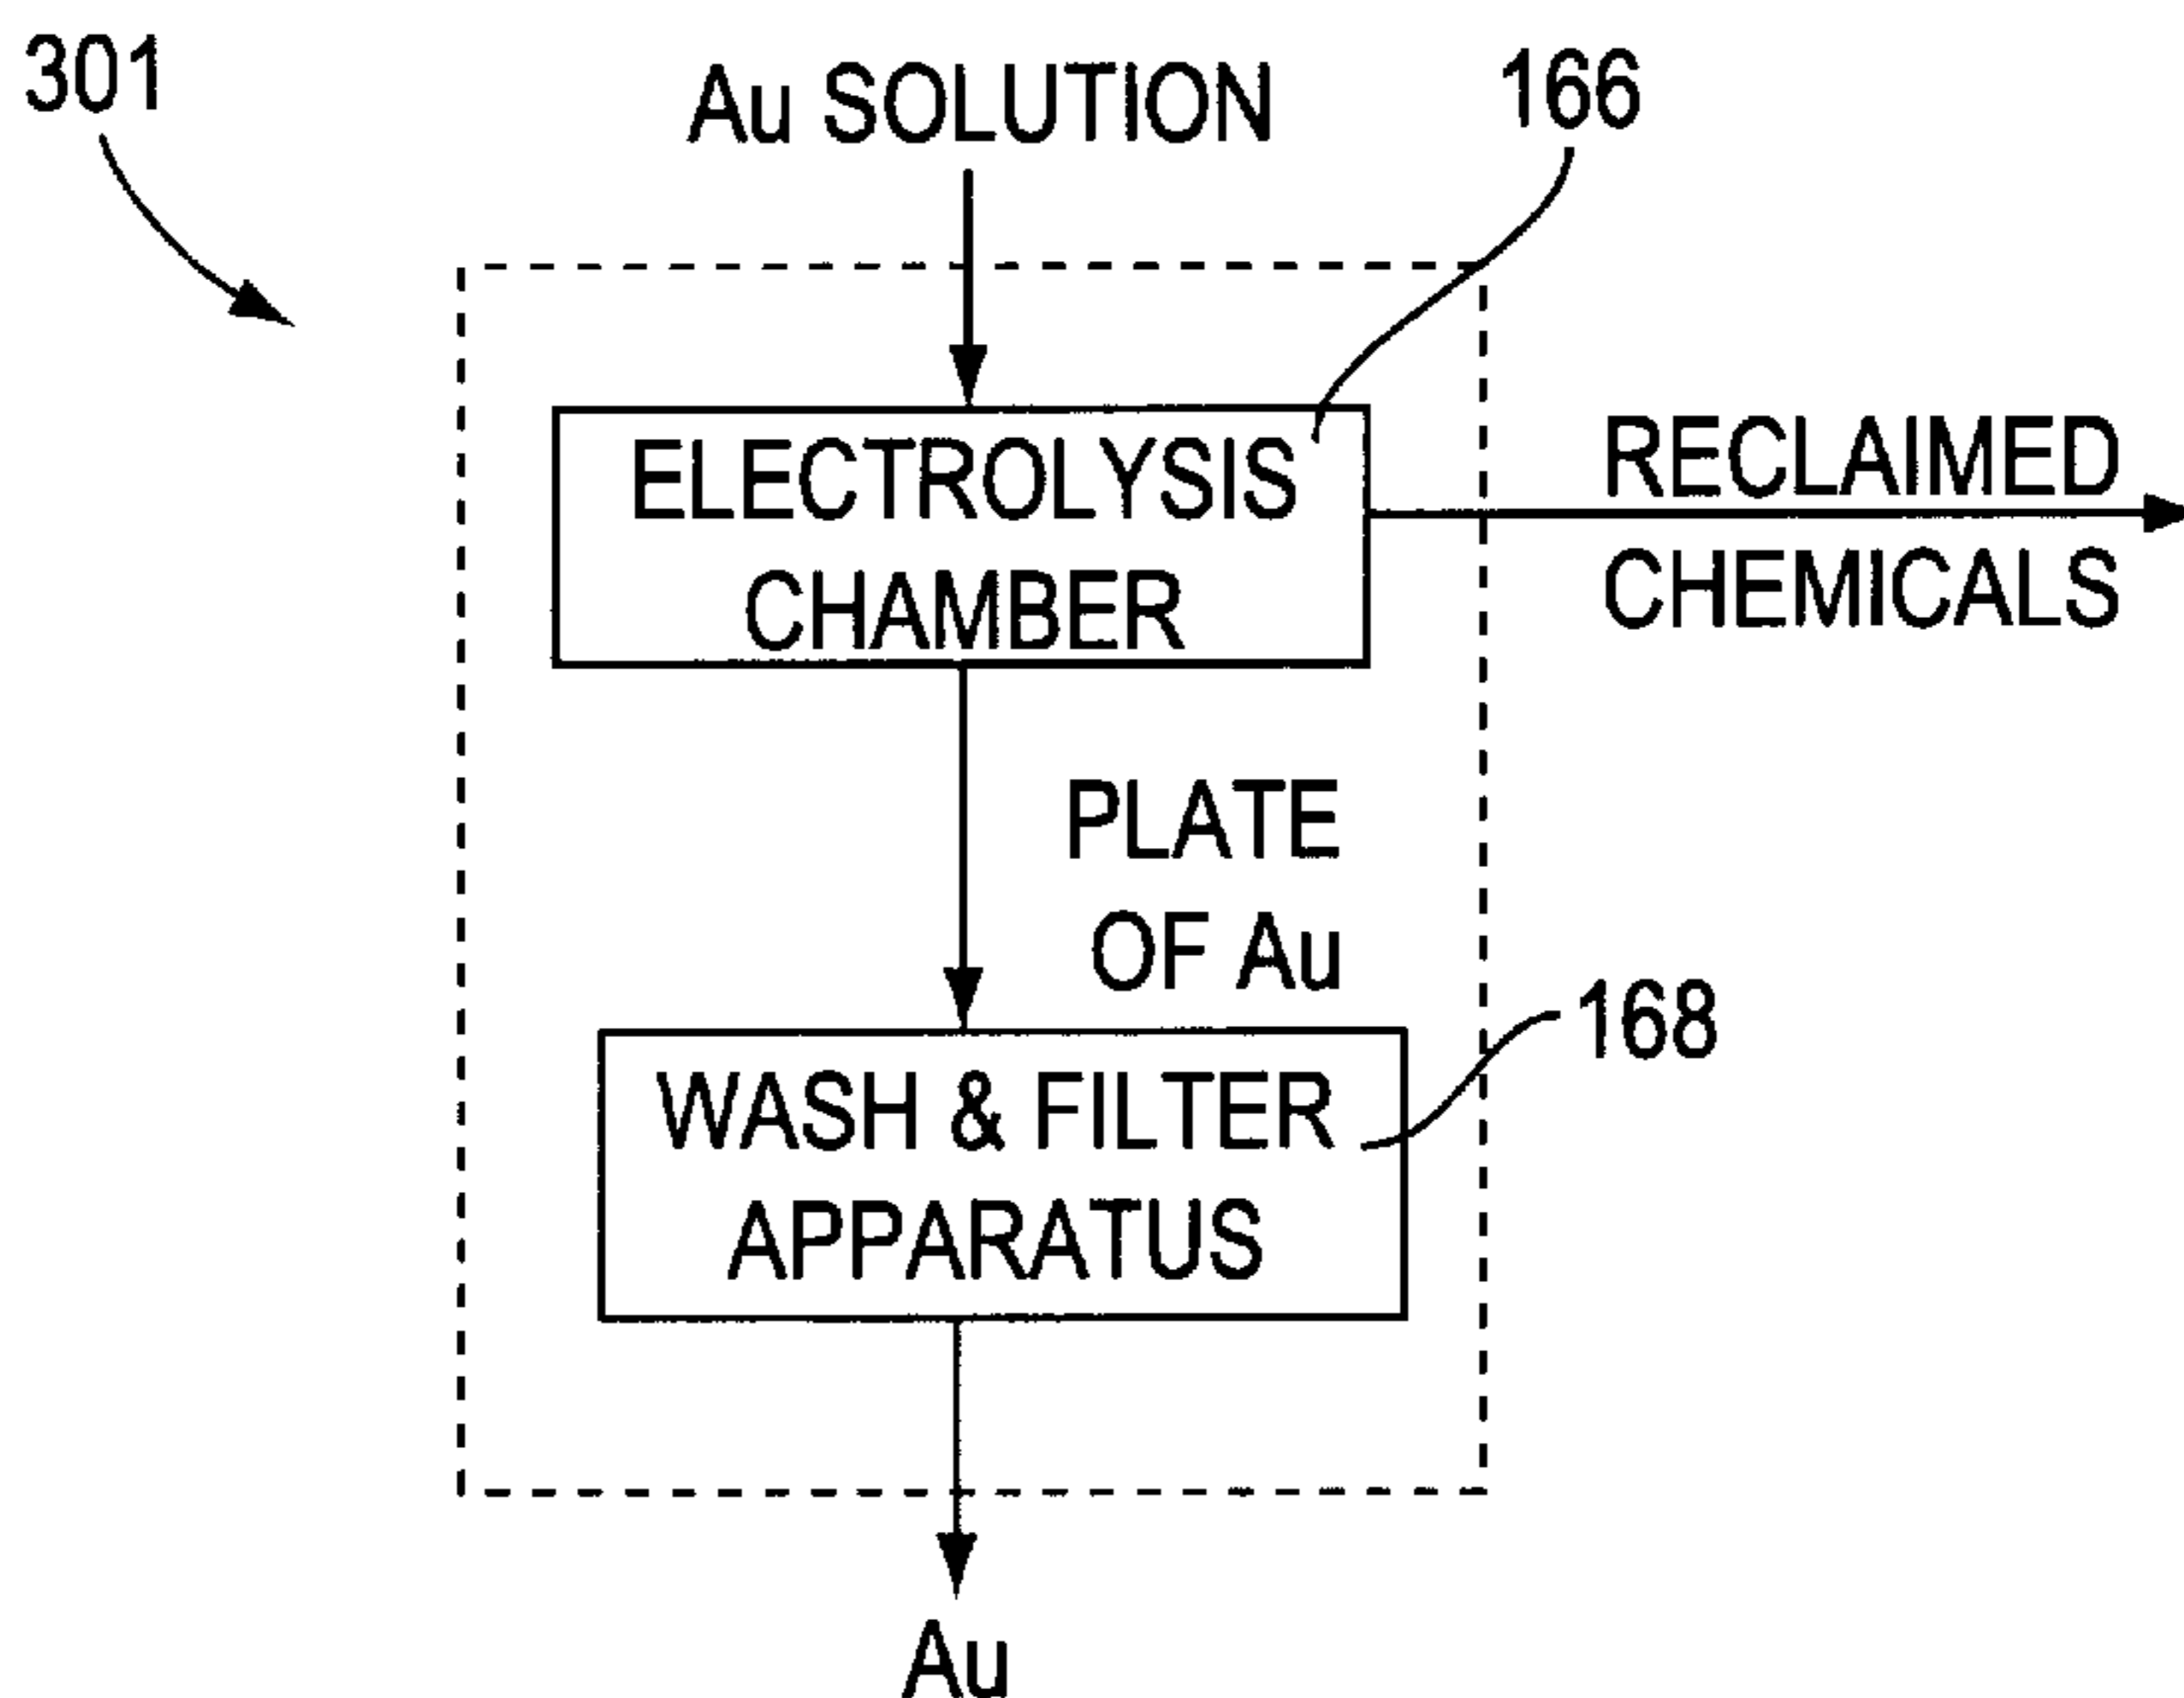 301
Au SOLUTION
166
ELECTROLYSIS
CHAMBER
RECLAIMED
CHEMICALS
PLATE
OF Au
168
WASH & FILTER
APPARATUS
Au